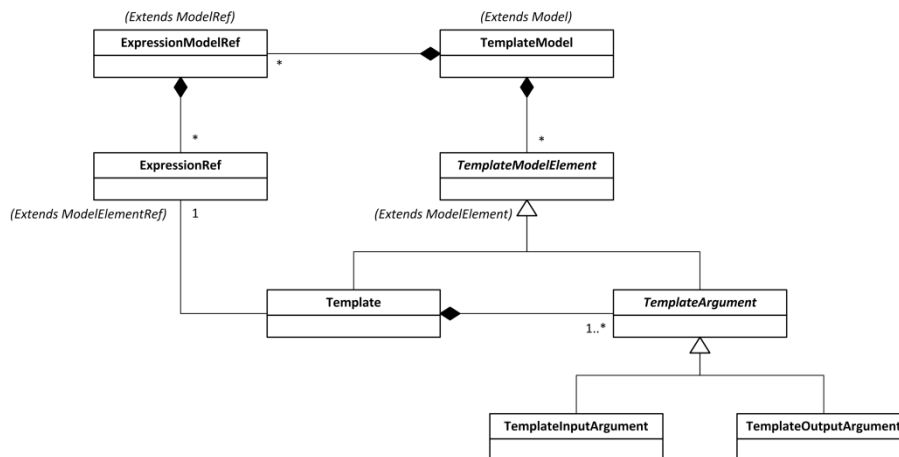 (Extends ModelRef)
(Extends Model)
ExpressionModelRef
TemplateModel
*
*
*
ExpressionRef
TemplateModelElement
(Extends ModelElementRef)
1
(Extends ModelElement)
Template
TemplateArgument
1..*
TemplateInputArgument
TemplateOutputArgument